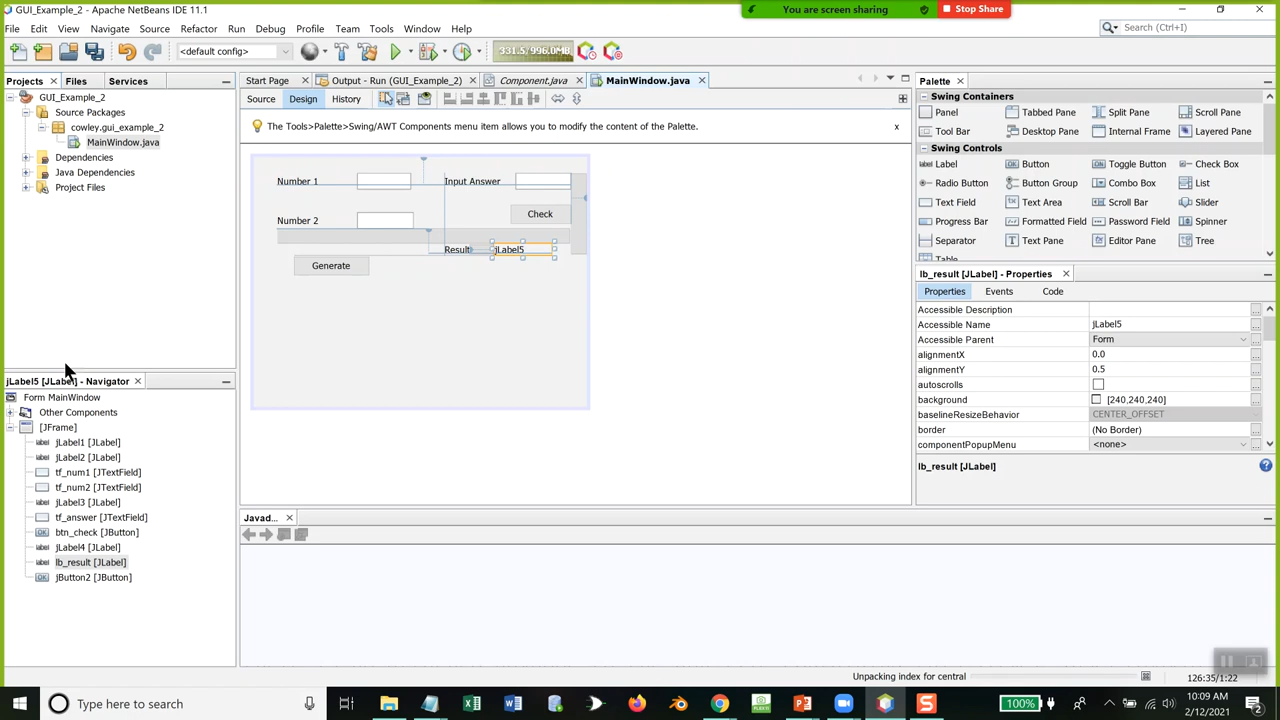 GUI_Example_2 - Apache NetBeans IDE 11.1
You are screen sharing
Stop Share
File Edit View Navigate Source Refactor Run Debug Profile Team Tools Window Help
Search (Ctrl+I)
<default config>
331.5/996.0MB
Projects
Files
Services
Start Page
Output - Run (GUI_Example_2)
Component.java
MainWindow.java
Palette
Source
Design
History
Swing Containers
GUI_Example_2
Source Packages
cowley.gui_example_2
MainWindow.java
Dependencies
Java Dependencies
Project Files
The Tools>Palette>Swing/AWT Components menu item allows you to modify the content of the Palette.
x
Panel Tabbed Pane Split Pane Scroll Pane
Tool Bar Desktop Pane Internal Frame Layered Pane
Swing Controls
Label Button Toggle Button Check Box
Radio Button Button Group Combo Box List
Text Field Text Area Scroll Bar Slider
Progress Bar Formatted Field Password Field Spinner
Separator Text Pane Editor Pane Tree
Table
Number 1
Input Answer
Check
Number 2
Result
jLabel5
Generate
lb_result [JLabel] - Properties
Properties Events Code
Accessible Description
Accessible Name jLabel5
Accessible Parent Form
alignmentX 0.0
alignmentY 0.5
autoscrolls
background [240,240,240]
baselineResizeBehavior CENTER_OFFSET
border (No Border)
componentPopupMenu <none>
lb_result [JLabel]
jLabel5 [JLabel] - Navigator
Form MainWindow
Other Components
[JFrame]
jLabel1 [JLabel]
jLabel2 [JLabel]
tf_num1 [JTextField]
tf_num2 [JTextField]
jLabel3 [JLabel]
tf_answer [JTextField]
btn_check [JButton]
jLabel4 [JLabel]
lb_result [JLabel]
jButton2 [JButton]
Javad...
Unpacking index for central
126:35/1:22
Type here to search
100%
10:09 AM
2/12/2021